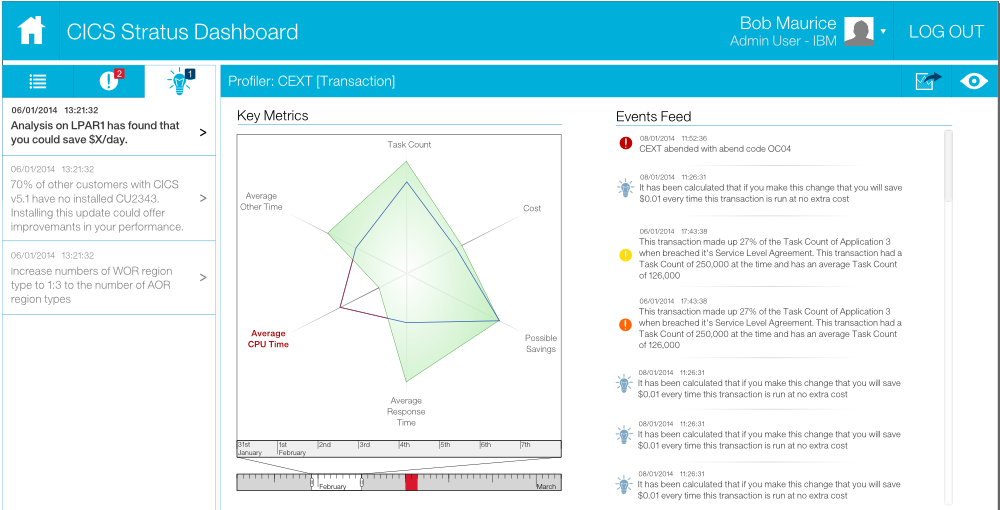 CICS Stratus Dashboard
Bob Maurice
Admin User - IBM
LOG OUT
2
1
Profiler: CEXT [Transaction]
06/01/2014 13:21:32
Analysis on LPAR1 has found that
you could save $X/day.
06/01/2014 13:21:32
70% of other customers with CICS
v5.1 have no installed CU2343.
Installing this update could offer
improvements in your performance.
06/01/2014 13:21:32
increase numbers of WOR region
type to 1:3 to the number of AOR
region types
Key Metrics
Task Count
Average
Other Time
Cost
Average
CPU Time
Possible
Savings
Average
Response
Time
31st
January
1st
February
2nd
3rd
4th
5th
6th
7th
February
March
Events Feed
08/01/2014 11:52:36
CEXT abended with abend code OC04
08/01/2014 11:26:31
It has been calculated that if you make this change that you will save
$0.01 every time this transaction is run at no extra cost
06/01/2014 17:43:38
This transaction made up 27% of the Task Count of Application 3
when breached it's Service Level Agreement. This transaction had a
Task Count of 250,000 at the time and has an average Task Count
of 126,000
06/01/2014 17:43:38
This transaction made up 27% of the Task Count of Application 3
when breached it's Service Level Agreement. This transaction had a
Task Count of 250,000 at the time and has an average Task Count
of 126,000
08/01/2014 11:26:31
It has been calculated that if you make this change that you will save
$0.01 every time this transaction is run at no extra cost
08/01/2014 11:26:31
It has been calculated that if you make this change that you will save
$0.01 every time this transaction is run at no extra cost
08/01/2014 11:26:31
It has been calculated that if you make this change that you will save
$0.01 every time this transaction is run at no extra cost